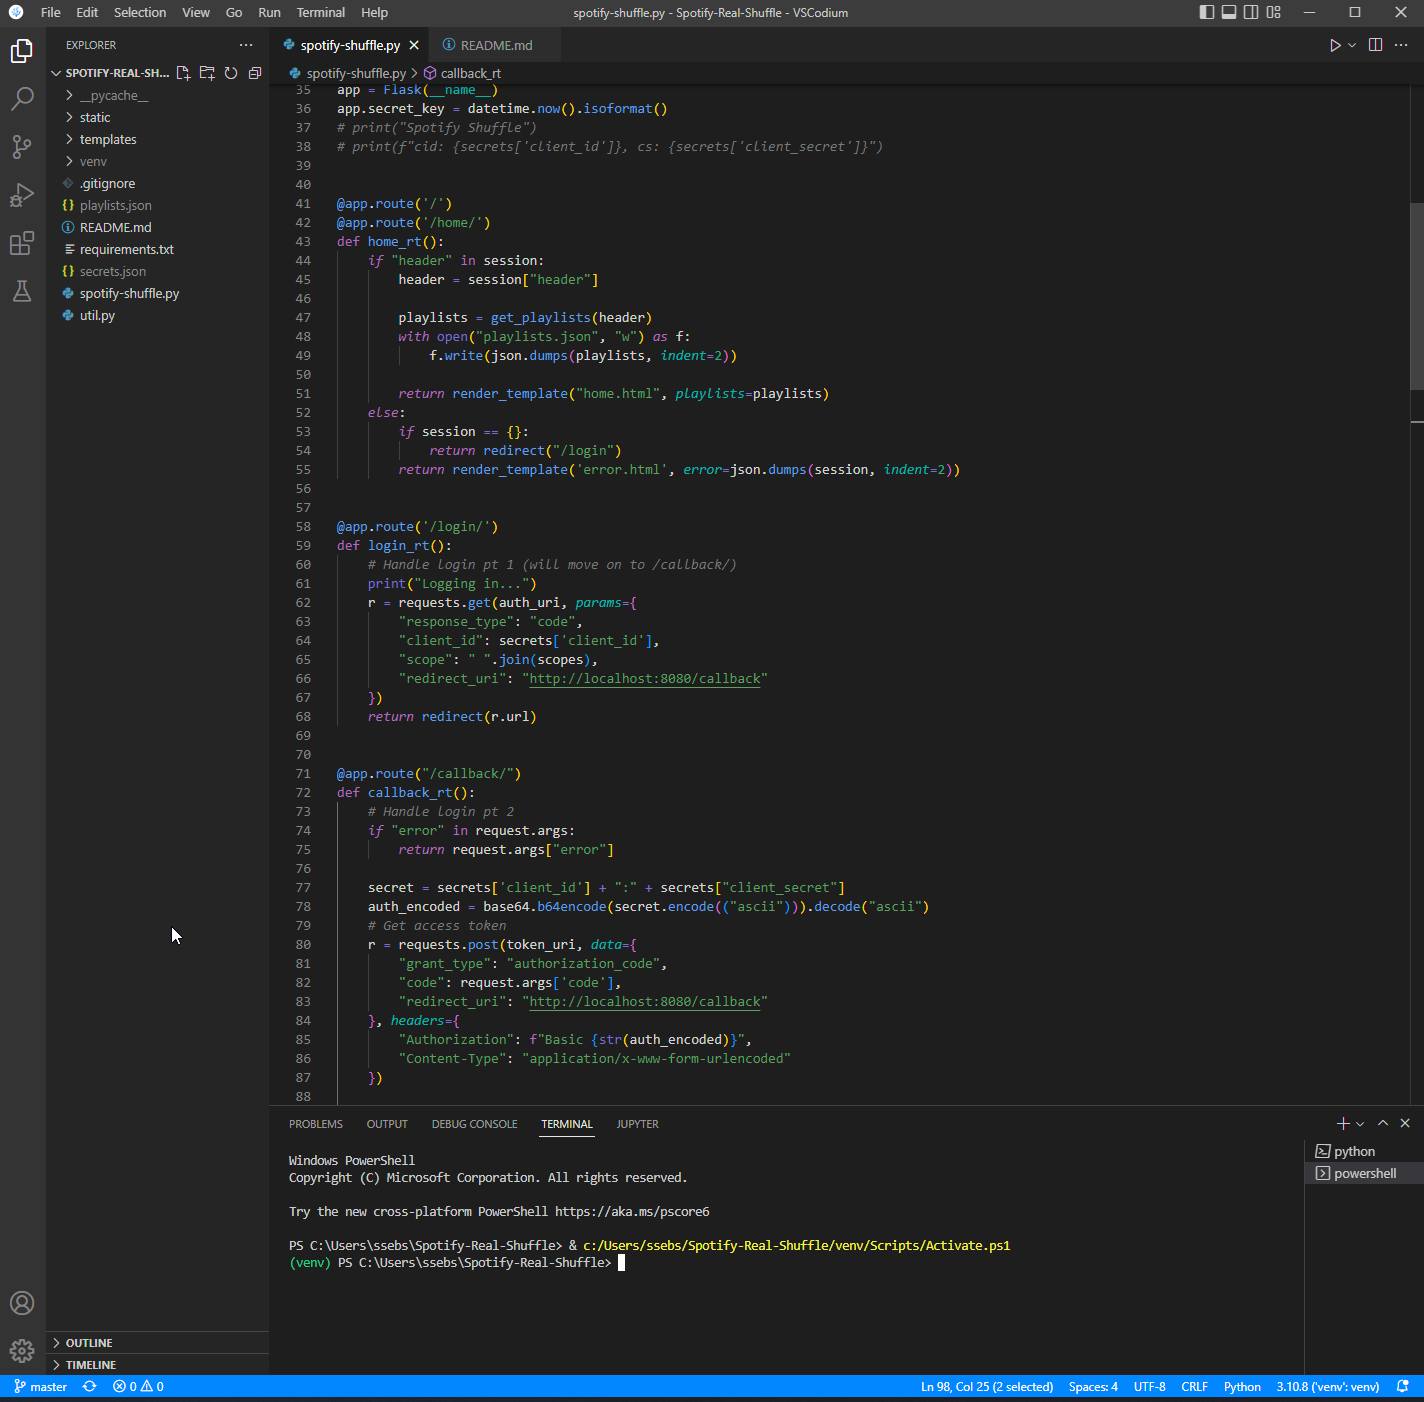 File Edit Selection View Go Run Terminal Help spotify-shuffle.py - Spotify-Real-Shuffle - VSCodium
EXPLORER
SPOTIFY-REAL-SH...
__pycache__
static
templates
venv
.gitignore
playlists.json
README.md
requirements.txt
secrets.json
spotify-shuffle.py
util.py
OUTLINE
TIMELINE
spotify-shuffle.py README.md
spotify-shuffle.py > callback_rt
35 app = Flask(__name__)
36 app.secret_key = datetime.now().isoformat()
37 # print("Spotify Shuffle")
38 # print(f"cid: {secrets['client_id']}, cs: {secrets['client_secret']}")
39
40
41 @app.route('/')
42 @app.route('/home/')
43 def home_rt():
44 if "header" in session:
45 header = session["header"]
46
47 playlists = get_playlists(header)
48 with open("playlists.json", "w") as f:
49 f.write(json.dumps(playlists, indent=2))
50
51 return render_template("home.html", playlists=playlists)
52 else:
53 if session == {}:
54 return redirect("/login")
55 return render_template('error.html', error=json.dumps(session, indent=2))
56
57
58 @app.route('/login/')
59 def login_rt():
60 # Handle login pt 1 (will move on to /callback/)
61 print("Logging in...")
62 r = requests.get(auth_uri, params={
63 "response_type": "code",
64 "client_id": secrets['client_id'],
65 "scope": " ".join(scopes),
66 "redirect_uri": "http://localhost:8080/callback"
67 })
68 return redirect(r.url)
69
70
71 @app.route("/callback/")
72 def callback_rt():
73 # Handle login pt 2
74 if "error" in request.args:
75 return request.args["error"]
76
77 secret = secrets['client_id'] + ":" + secrets["client_secret"]
78 auth_encoded = base64.b64encode(secret.encode(("ascii"))).decode("ascii")
79 # Get access token
80 r = requests.post(token_uri, data={
81 "grant_type": "authorization_code",
82 "code": request.args['code'],
83 "redirect_uri": "http://localhost:8080/callback"
84 }, headers={
85 "Authorization": f"Basic {str(auth_encoded)}",
86 "Content-Type": "application/x-www-form-urlencoded"
87 })
88
PROBLEMS OUTPUT DEBUG CONSOLE TERMINAL JUPYTER
Windows PowerShell
Copyright (C) Microsoft Corporation. All rights reserved.
Try the new cross-platform PowerShell https://aka.ms/pscore6
PS C:\Users\ssebs\Spotify-Real-Shuffle> & c:/Users/ssebs/Spotify-Real-Shuffle/venv/Scripts/Activate.ps1
(venv) PS C:\Users\ssebs\Spotify-Real-Shuffle>
python
powershell
master 0 0 Ln 98, Col 25 (2 selected) Spaces: 4 UTF-8 CRLF Python 3.10.8 ('venv': venv)